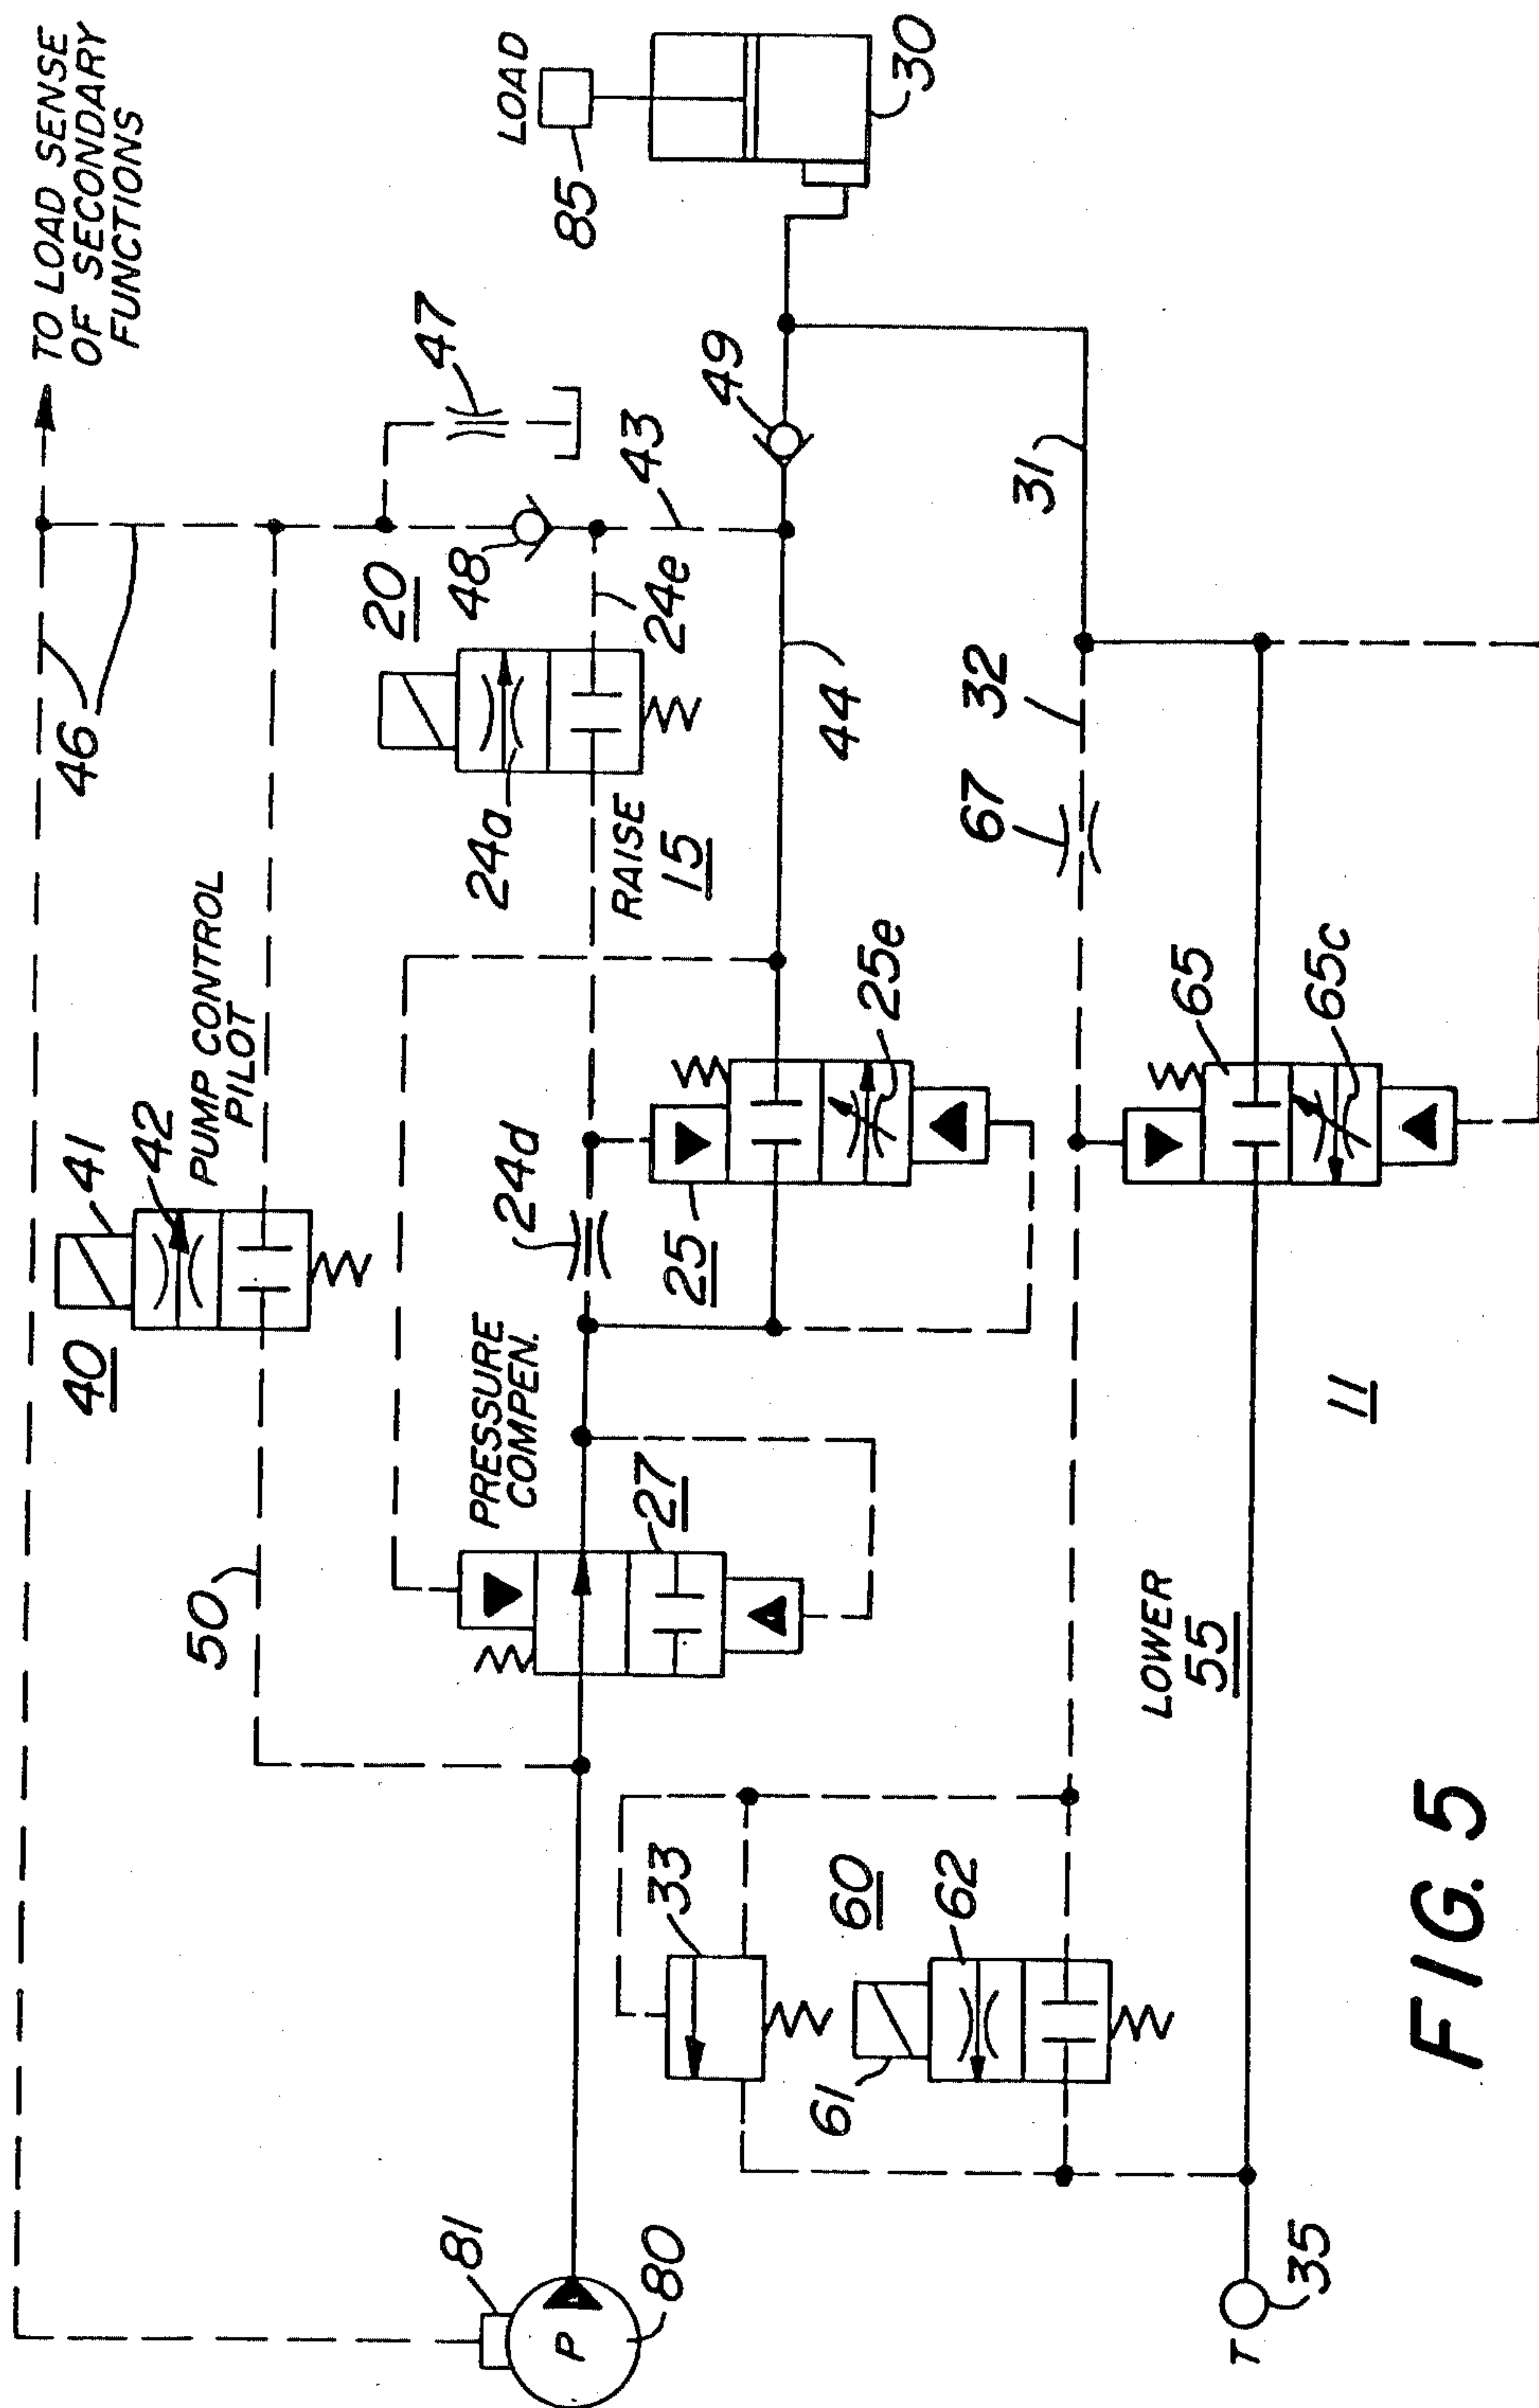 TO LOAD SENSE
OF SECONDARY
FUNCTIONS
46
40
41
42
PUMP CONTROL
PILOT
50
20
47
48
43
24e
24a
LOAD
85
30
49
RAISE
15
44
PRESSURE
COMPEN.
27
24d
25
25e
81
P
80
33
60
62
61
31
32
67
65
65c
LOWER
55
11
T
35
FIG. 5